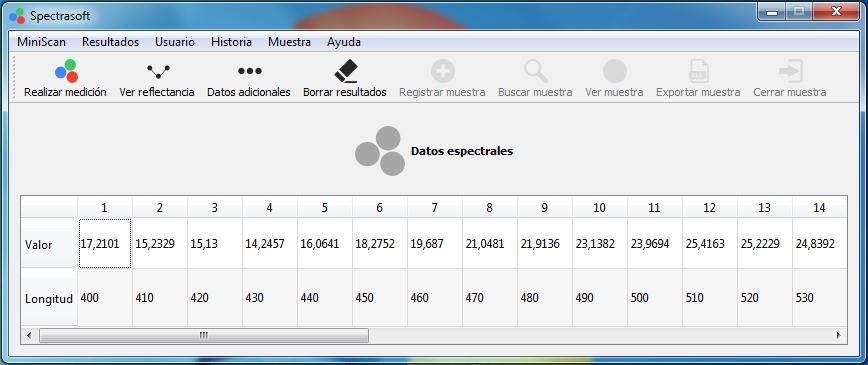 Spectrasoft
MiniScan Resultados Usuario Historia Muestra Ayuda
Realizar medición Ver reflectancia Datos adicionales Borrar resultados Registrar muestra Buscar muestra Ver muestra Exportar muestra Cerrar muestra
Datos espectrales
1 2 3 4 5 6 7 8 9 10 11 12 13 14
Valor 17,2101 15,2329 15,13 14,2457 16,0641 18,2752 19,687 21,0481 21,9136 23,1382 23,9694 25,4163 25,2229 24,8392
Longitud 400 410 420 430 440 450 460 470 480 490 500 510 520 530